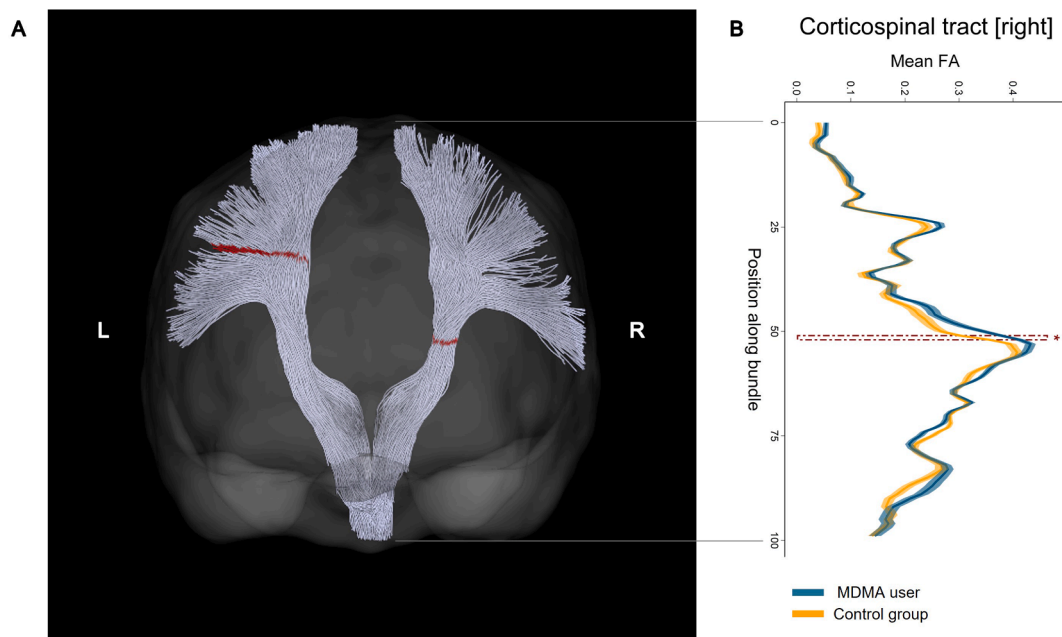 A
B
Corticospinal tract [right]
Mean FA
0.0
0.1
0.2
0.3
0.4
0
25
50
75
100
Position along bundle
*
L
R
MDMA user
Control group